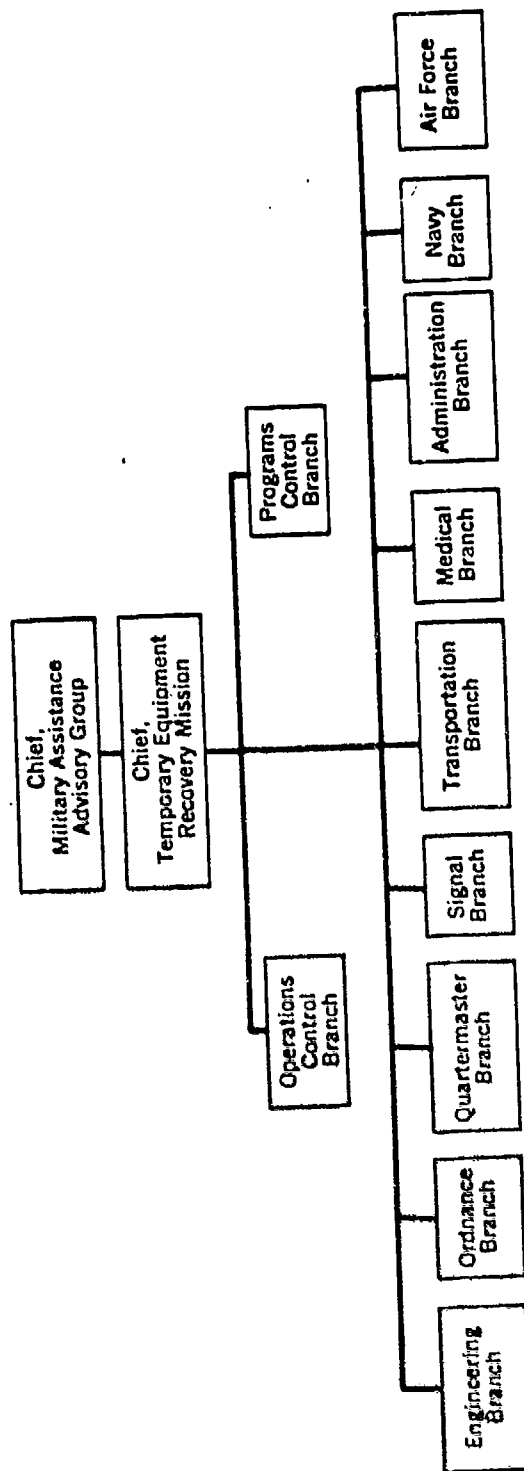 Chief,
Military Assistance
Advisory Group
Chief,
Temporary Equipment
Recovery Mission
Operations
Control
Branch
Programs
Control
Branch
Engineering
Branch
Ordnance
Branch
Quartermaster
Branch
Signal
Branch
Transportation
Branch
Medical
Branch
Administration
Branch
Navy
Branch
Air Force
Branch